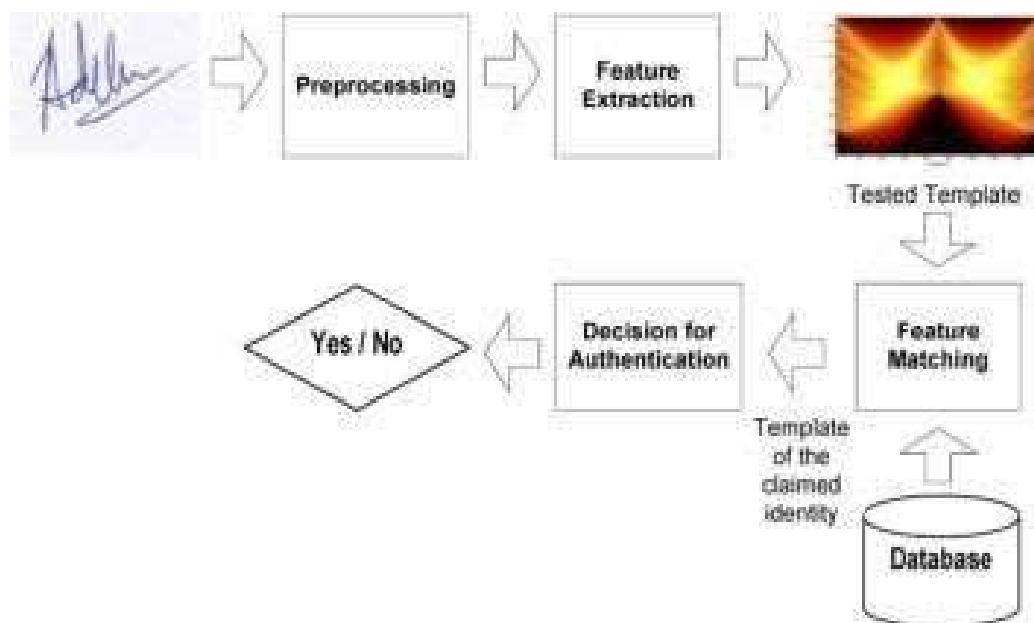 Preprocessing
Feature
Extraction
Tested Template
Yes / No
Decision for
Authentication
Feature
Matching
Template
of the
claimed
identity
Database